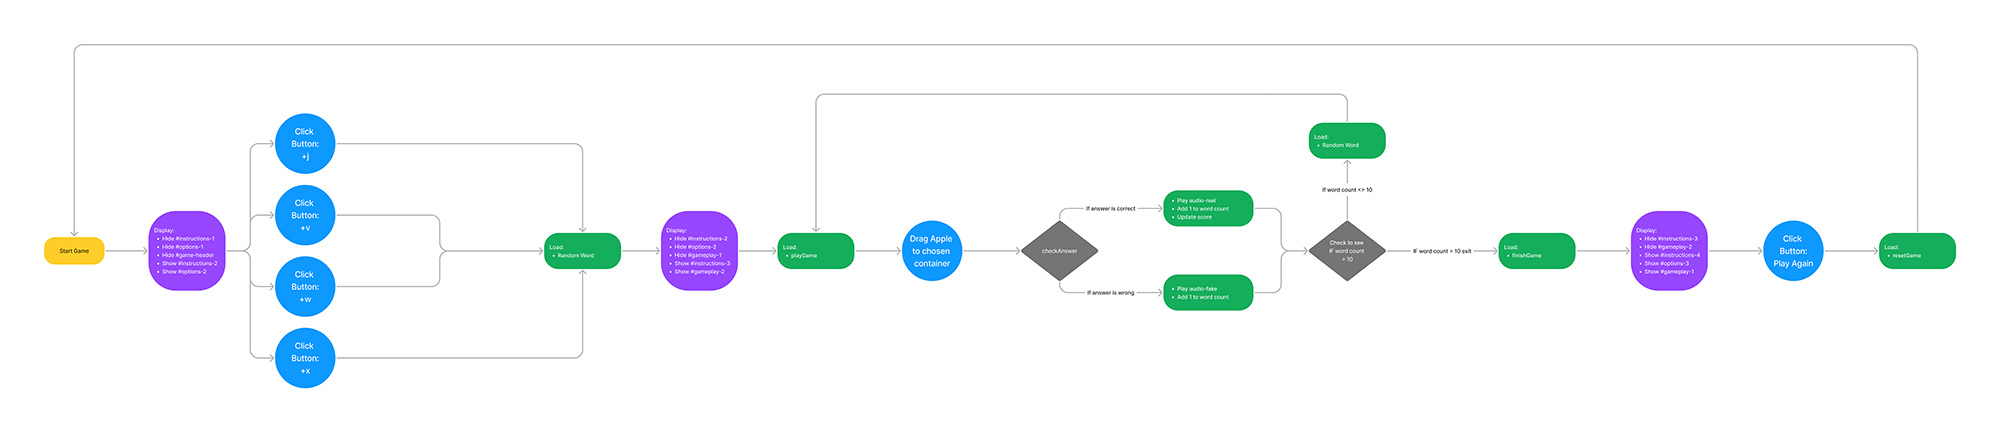 Start Game
Display:
• Hide #instructions-1
• Hide #options-1
• Hide #game-header
• Show #instructions-2
• Show #options-2
Click
Button:
+j
Click
Button:
+v
Click
Button:
+w
Click
Button:
+x
Load:
• Random Word
Display:
• Hide #instructions-2
• Hide #options-2
• Hide #gameplay-1
• Show #instructions-3
• Show #gameplay-2
Load:
• playGame
Drag Apple
to chosen
container
checkAnswer
If answer is correct
• Play audio-real
• Add 1 to word count
• Update score
If answer is wrong
• Play audio-fake
• Add 1 to word count
Check to see
IF word count
= 10
If word count <> 10
Load:
• Random Word
IF word count = 10 exit
Load:
• finishGame
Display:
• Hide #instructions-3
• Hide #gameplay-2
• Show #instructions-4
• Show #options-3
• Show #gameplay-1
Click
Button:
Play Again
Load:
• resetGame